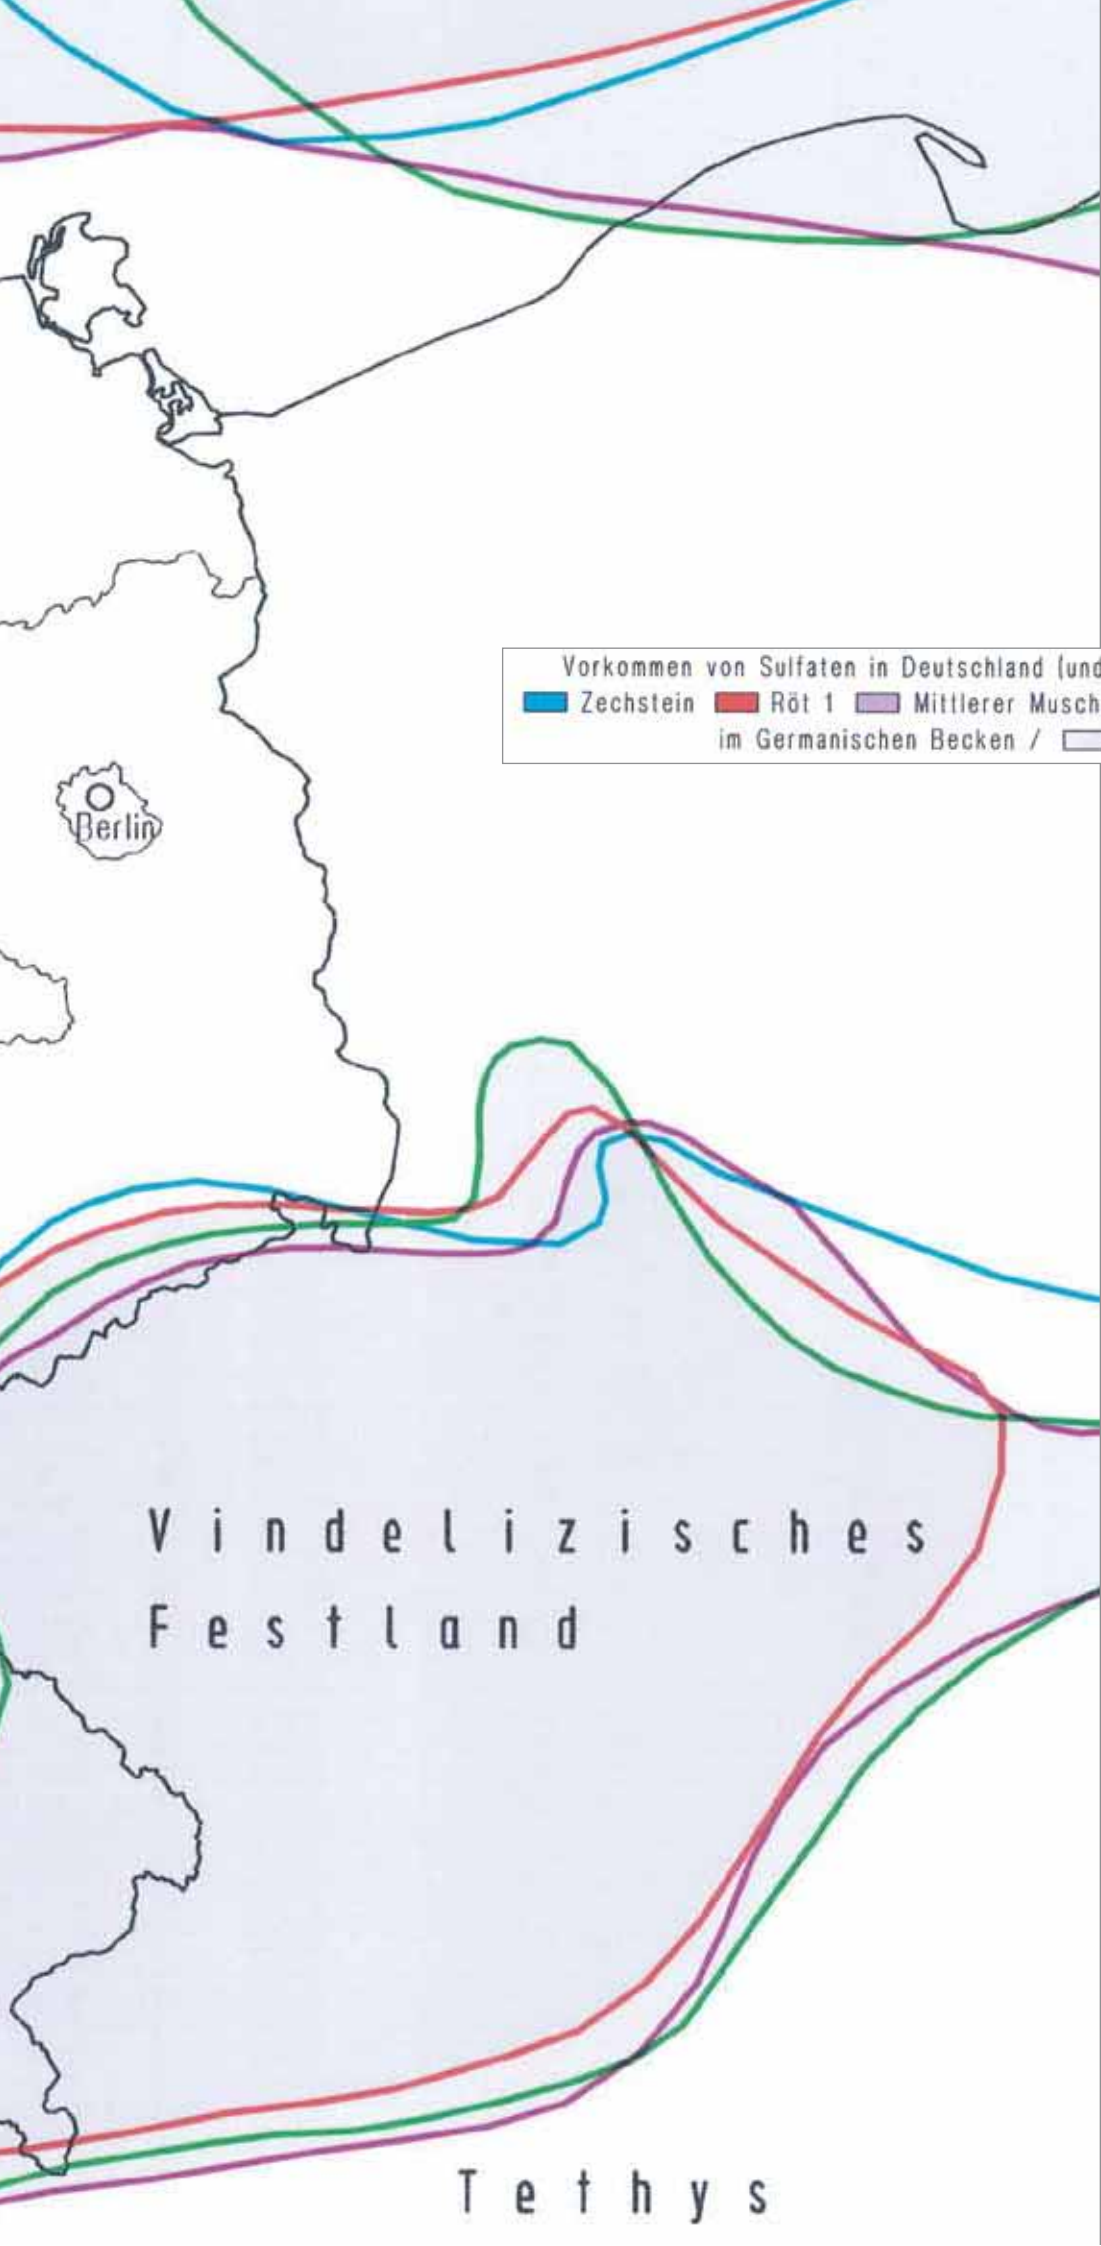 Vorkommen von Sulfaten in Deutschland (und
Zechstein Röt 1 Mittlerer Musch
im Germanischen Becken /
Berlin
Vindelizisches
Festland
Tethys